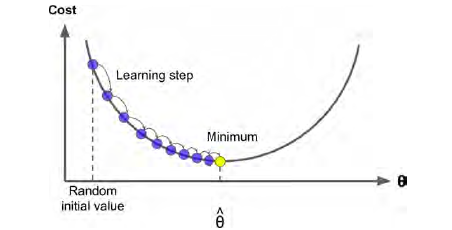 Cost
Learning step
Minimum
θ
Random
initial value
θ̂